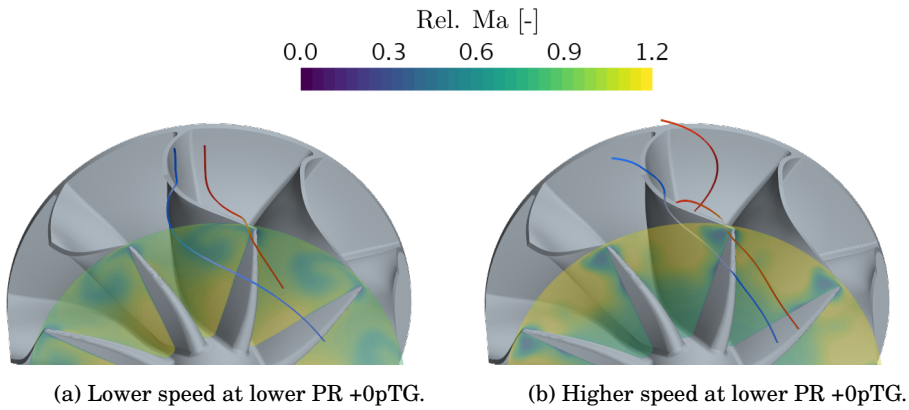 Rel. Ma [-]
0.0 0.3 0.6 0.9 1.2
(a) Lower speed at lower PR +0pTG.
(b) Higher speed at lower PR +0pTG.